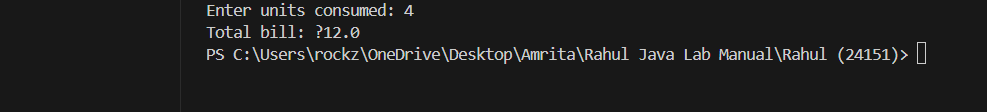 Enter units consumed: 4
Total bill: ?12.0
PS C:\Users\rockz\OneDrive\Desktop\Amrita\Rahul Java Lab Manual\Rahul (24151)>